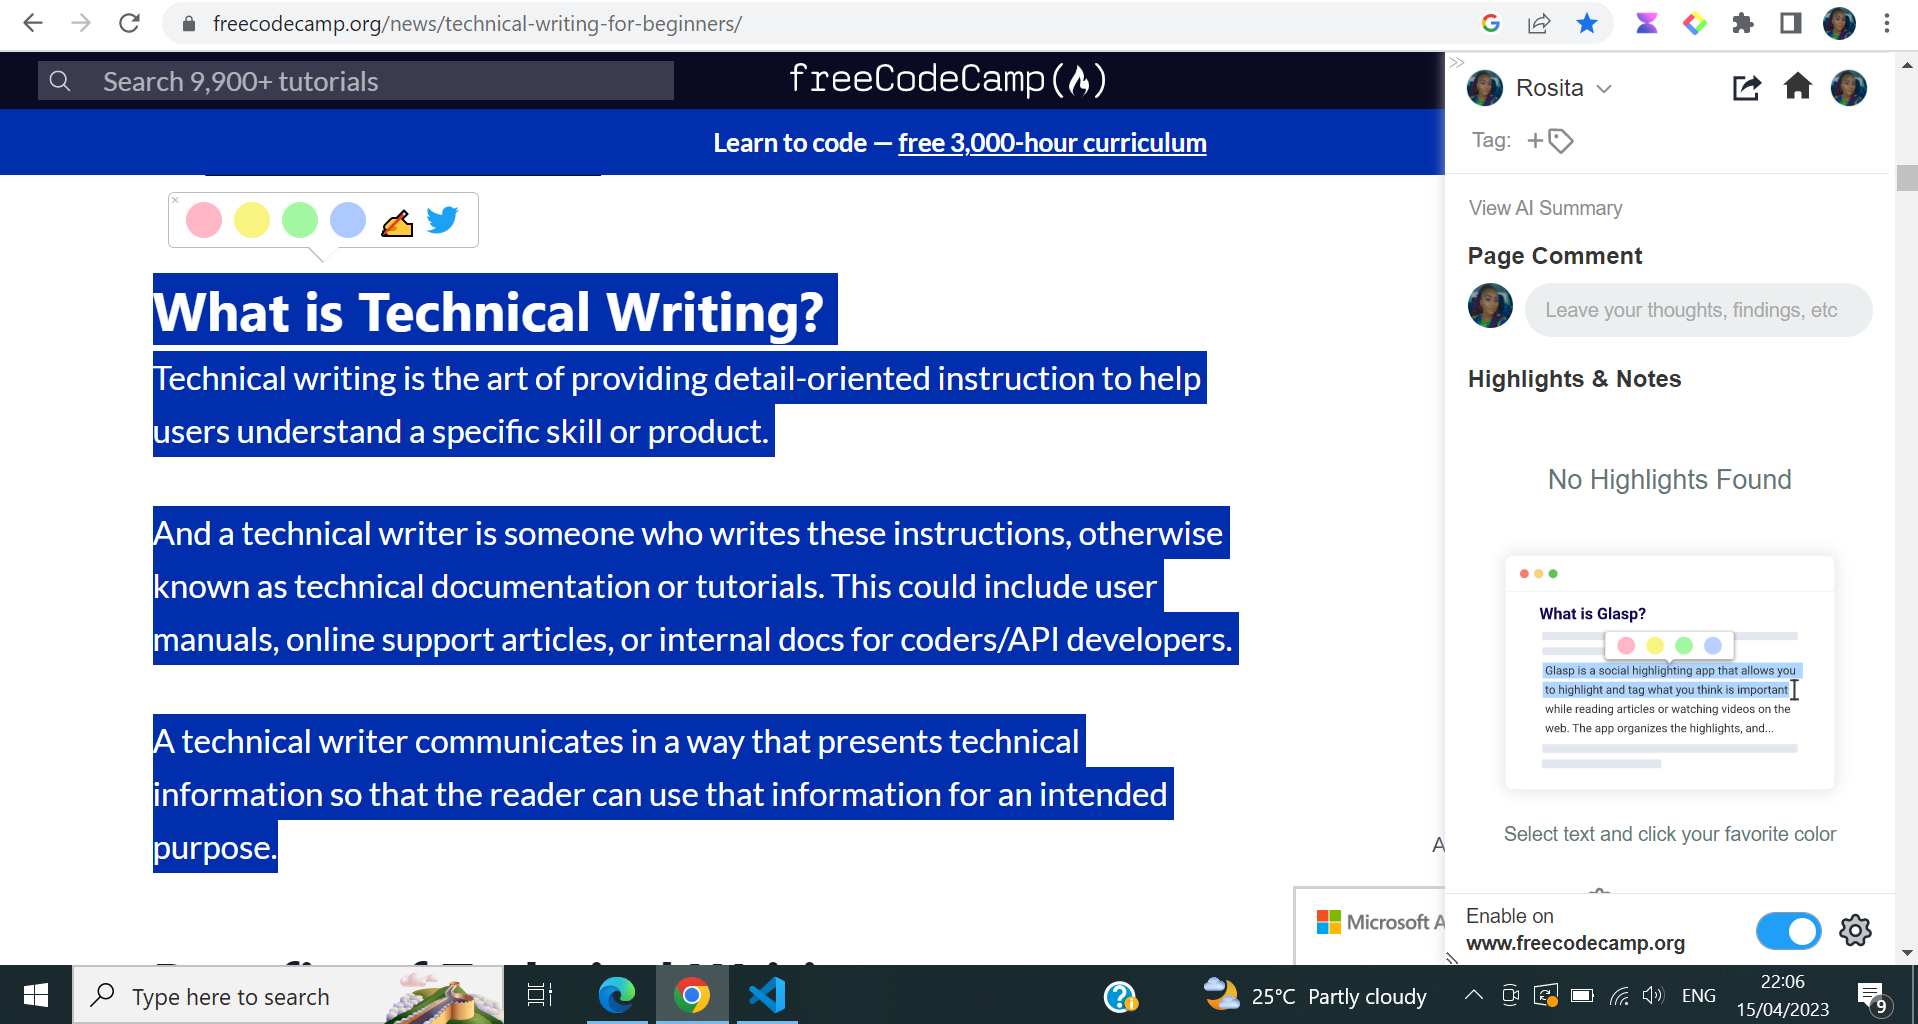 freecodecamp.org/news/technical-writing-for-beginners/
Search 9,900+ tutorials
freeCodeCamp
Learn to code — free 3,000-hour curriculum
What is Technical Writing?
Technical writing is the art of providing detail-oriented instruction to help
users understand a specific skill or product.
And a technical writer is someone who writes these instructions, otherwise
known as technical documentation or tutorials. This could include user
manuals, online support articles, or internal docs for coders/API developers.
A technical writer communicates in a way that presents technical
information so that the reader can use that information for an intended
purpose.
A
Microsoft A
Rosita
Tag: +
View AI Summary
Page Comment
Leave your thoughts, findings, etc
Highlights & Notes
No Highlights Found
What is Glasp?
Glasp is a social highlighting app that allows you
to highlight and tag what you think is important
while reading articles or watching videos on the
web. The app organizes the highlights, and...
Select text and click your favorite color
Enable on
www.freecodecamp.org
Type here to search
25°C Partly cloudy
ENG
22:06
15/04/2023
9